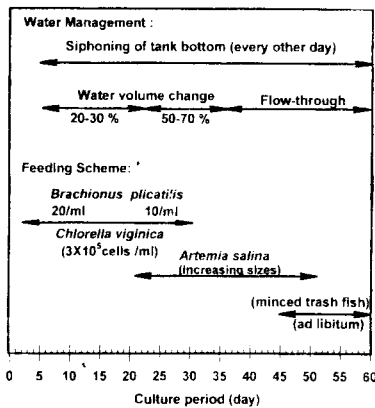 Water Management :
Siphoning of tank bottom (every other day)
Water volume change
Flow-through
20-30 %
50-70 %
Feeding Scheme:
Brachionus plicatilis
20/ml
10/ml
Chlorella viginica
(3X10⁵cells /ml)
Artemia salina
(increasing sizes)
(minced trash fish)
(ad libitum)
0 5 10 15 20 25 30 35 40 45 50 55 60
Culture period (day)